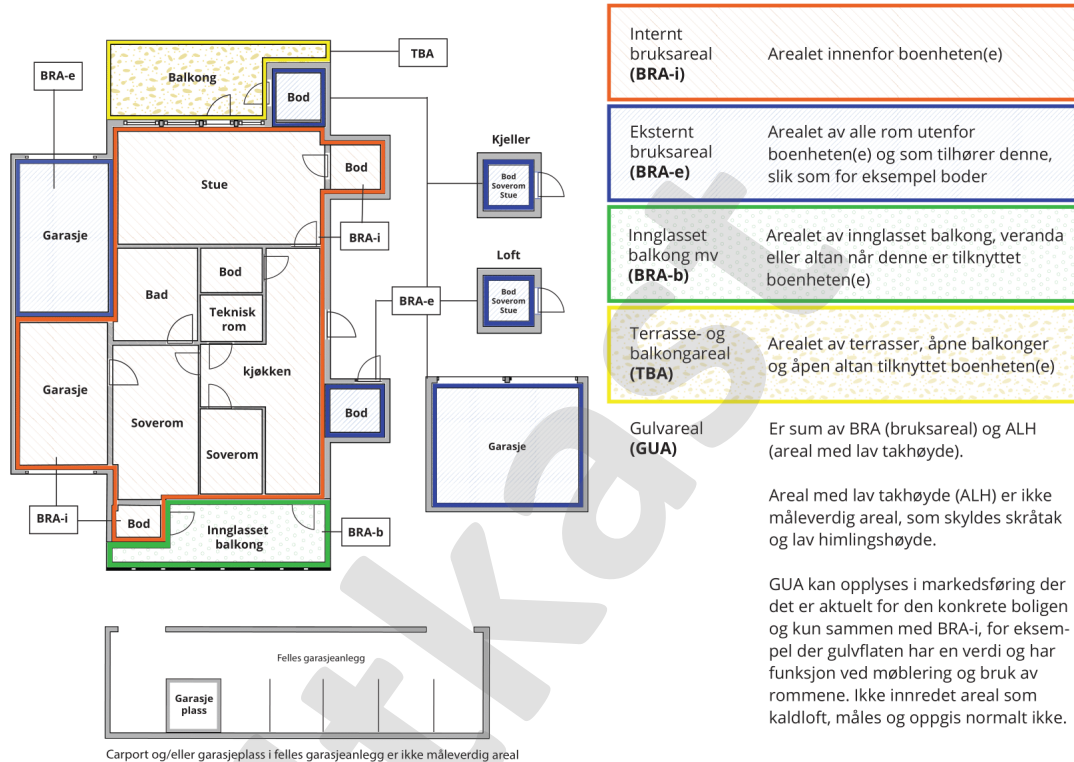 TBA
BRA-e
Balkong
Bod
Kjeller
Stue
Bod
Bod
Soverom
Stue
Garasje
BRA-i
Loft
Bod
Bad
Teknisk
rom
BRA-e
Bod
Soverom
Stue
kjøkken
Garasje
Soverom
Bod
Soverom
Garasje
BRA-i
Bod
Innglasset
balkong
BRA-b
Felles garasjeanlegg
Garasje
plass
Carport og/eller garasjeplass i felles garasjeanlegg er ikke måleverdig areal
Internt
bruksareal
(BRA-i)
Arealet innenfor boenheten(e)
Eksternt
bruksareal
(BRA-e)
Arealet av alle rom utenfor
boenheten(e) og som tilhører denne,
slik som for eksempel boder
Innglasset
balkong mv
(BRA-b)
Arealet av innglasset balkong, veranda
eller altan når denne er tilknyttet
boenheten(e)
Terrasse- og
balkongareal
(TBA)
Arealet av terrasser, åpne balkonger
og åpen altan tilknyttet boenheten(e)
Gulvareal
(GUA)
Er sum av BRA (bruksareal) og ALH
(areal med lav takhøyde).
Areal med lav takhøyde (ALH) er ikke
måleverdig areal, som skyldes skråtak
og lav himlingshøyde.
GUA kan opplyses i markedsføring der
det er aktuelt for den konkrete boligen
og kun sammen med BRA-i, for eksem-
pel der gulvflaten har en verdi og har
funksjon ved møblering og bruk av
rommene. Ikke innredet areal som
kaldloft, måles og oppgis normalt ikke.
tkast